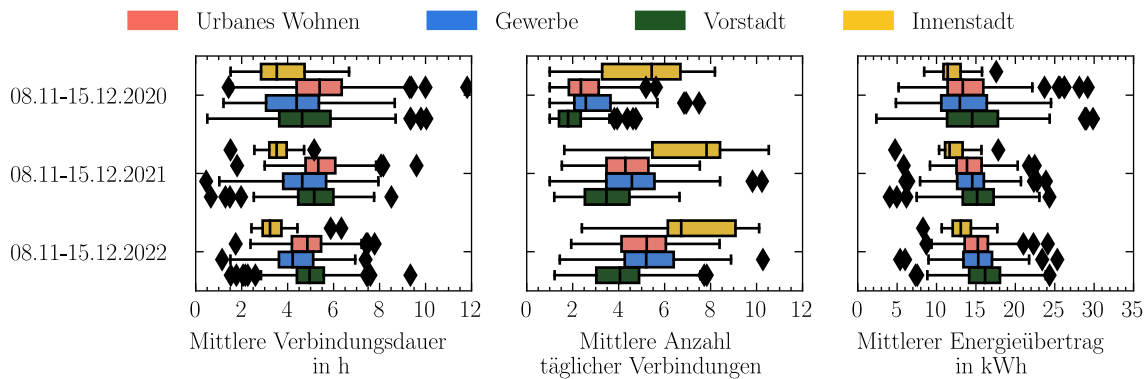 Urbanes Wohnen Gewerbe Vorstadt Innenstadt
08.11-15.12.2020
08.11-15.12.2021
08.11-15.12.2022
0 2 4 6 8 10 12
Mittlere Verbindungsdauer
in h
0 2 4 6 8 10 12
Mittlere Anzahl
täglicher Verbindungen
0 5 10 15 20 25 30 35
Mittlerer Energieübertrag
in kWh